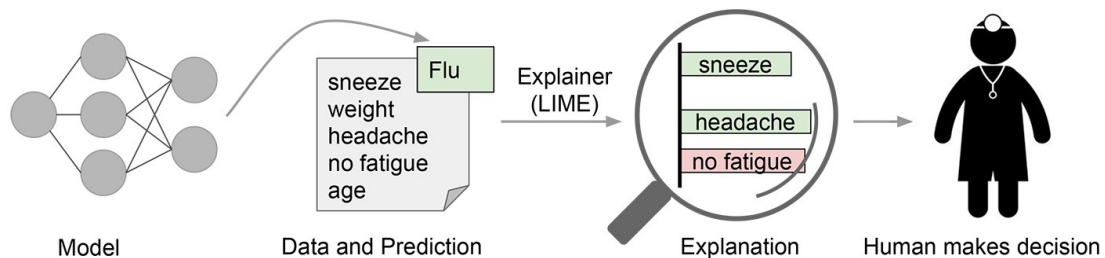 Flu
sneeze
weight
headache
no fatigue
age
Explainer
(LIME)
sneeze
headache
no fatigue
Model
Data and Prediction
Explanation
Human makes decision